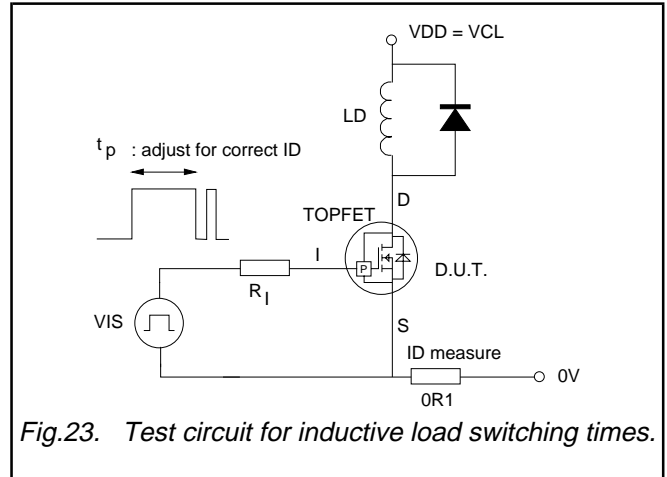 VDD = VCL
LD
t p : adjust for correct ID
D
TOPFET
I
P
D.U.T.
R I
VIS
S
ID measure
0V
0R1
Fig.23. Test circuit for inductive load switching times.